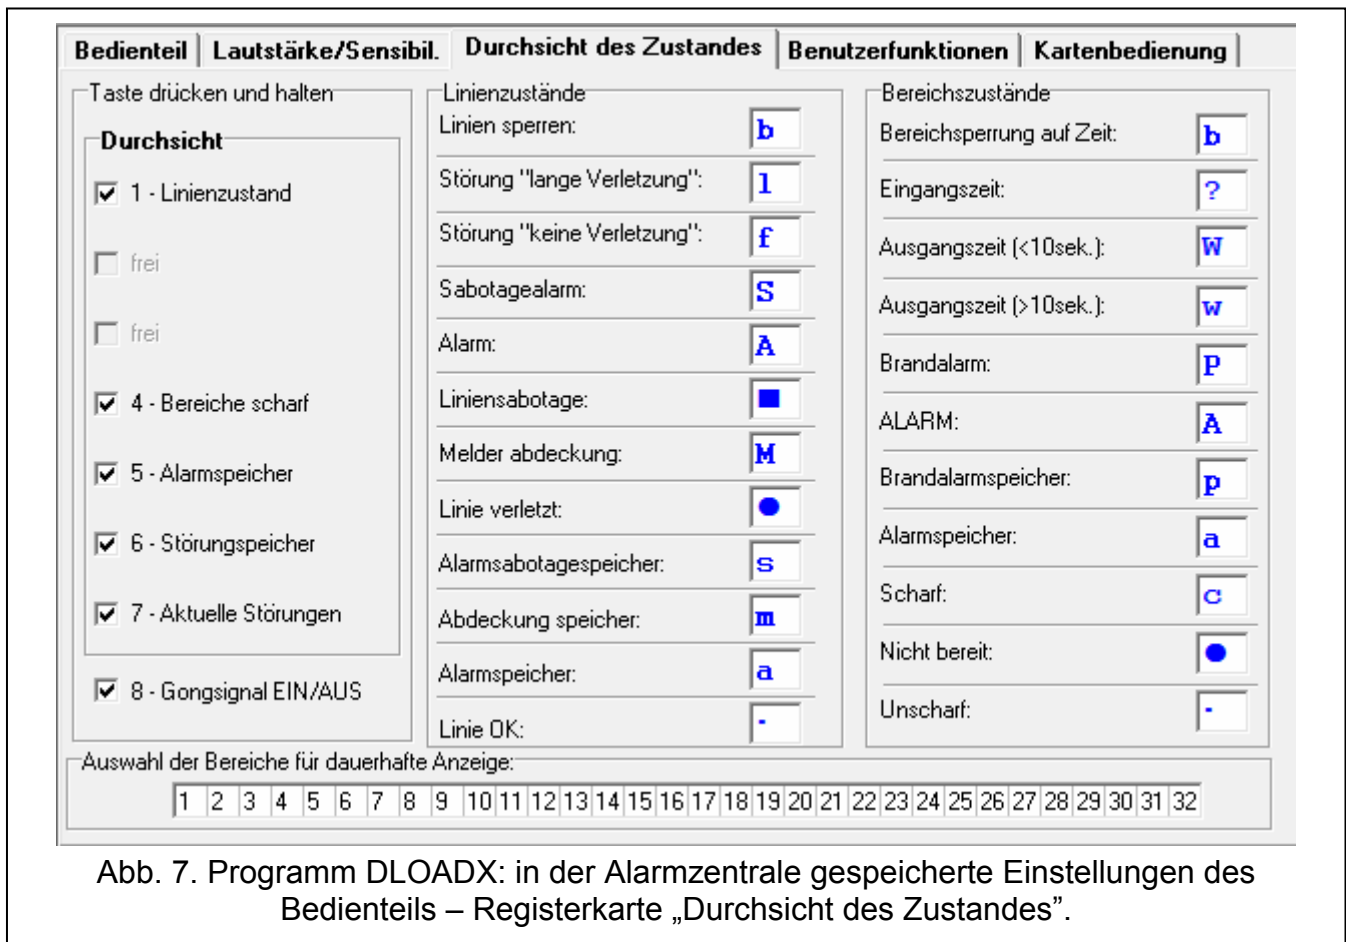 Bedienteil Lautstärke/Sensibil. Durchsicht des Zustandes Benutzerfunktionen Kartenbedienung
Taste drücken und halten
Durchsicht
1 - Linienzustand
frei
frei
4 - Bereiche scharf
5 - Alarmspeicher
6 - Störungspeicher
7 - Aktuelle Störungen
8 - Gongsignal EIN/AUS
Linienzustände
Linien sperren: b
Störung "lange Verletzung": l
Störung "keine Verletzung": f
Sabotagealarm: S
Alarm: A
Liniensabotage: ■
Melder abdeckung: M
Linie verletzt: ●
Alarmsabotagespeicher: s
Abdeckung speicher: m
Alarmspeicher: a
Linie OK: -
Bereichszustände
Bereichsperrung auf Zeit: b
Eingangszeit: ?
Ausgangszeit (<10sek.): W
Ausgangszeit (>10sek.): w
Brandalarm: P
ALARM: A
Brandalarmspeicher: p
Alarmspeicher: a
Scharf: c
Nicht bereit: ●
Unscharf: -
Auswahl der Bereiche für dauerhafte Anzeige:
1 2 3 4 5 6 7 8 9 10 11 12 13 14 15 16 17 18 19 20 21 22 23 24 25 26 27 28 29 30 31 32
Abb. 7. Programm DLOADX: in der Alarmzentrale gespeicherte Einstellungen des
Bedienteils – Registerkarte „Durchsicht des Zustandes”.